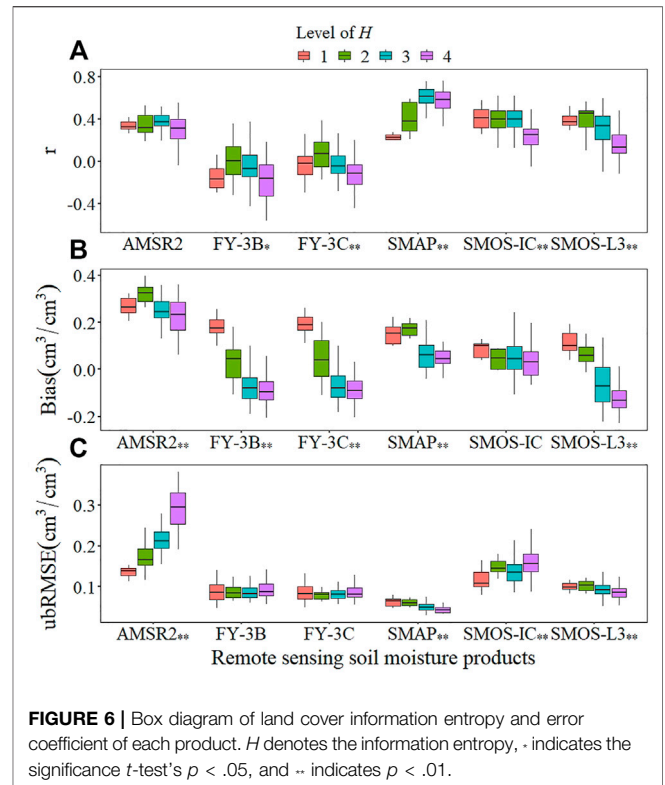 Level of H
A
1 2 3 4
r
0.8
0.4
0.0
-0.4
AMSR2 FY-3B* FY-3C** SMAP** SMOS-IC** SMOS-L3**
B
Bias(cm³/cm³)
0.4
0.2
0.0
-0.2
AMSR2** FY-3B** FY-3C** SMAP** SMOS-IC SMOS-L3**
C
ubRMSE(cm³/cm³)
0.3
0.2
0.1
AMSR2** FY-3B FY-3C SMAP** SMOS-IC** SMOS-L3**
Remote sensing soil moisture products
FIGURE 6 | Box diagram of land cover information entropy and error
coefficient of each product. H denotes the information entropy, * indicates the
significance t-test's p < .05, and ** indicates p < .01.